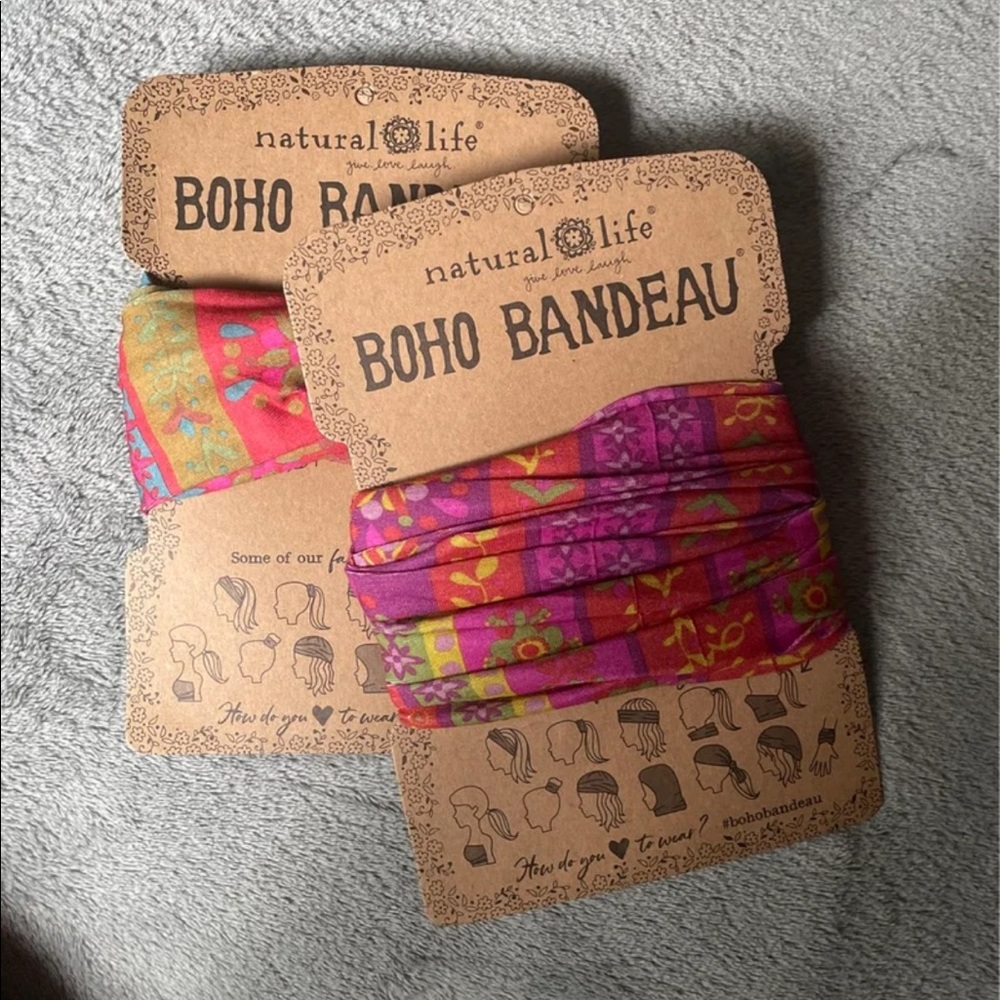 natural life®
give love laugh
BOHO BAND
Some of our fa
How do you to wear
natural life®
give love laugh
BOHO BANDEAU®
How do you to wear? #bohobandeau